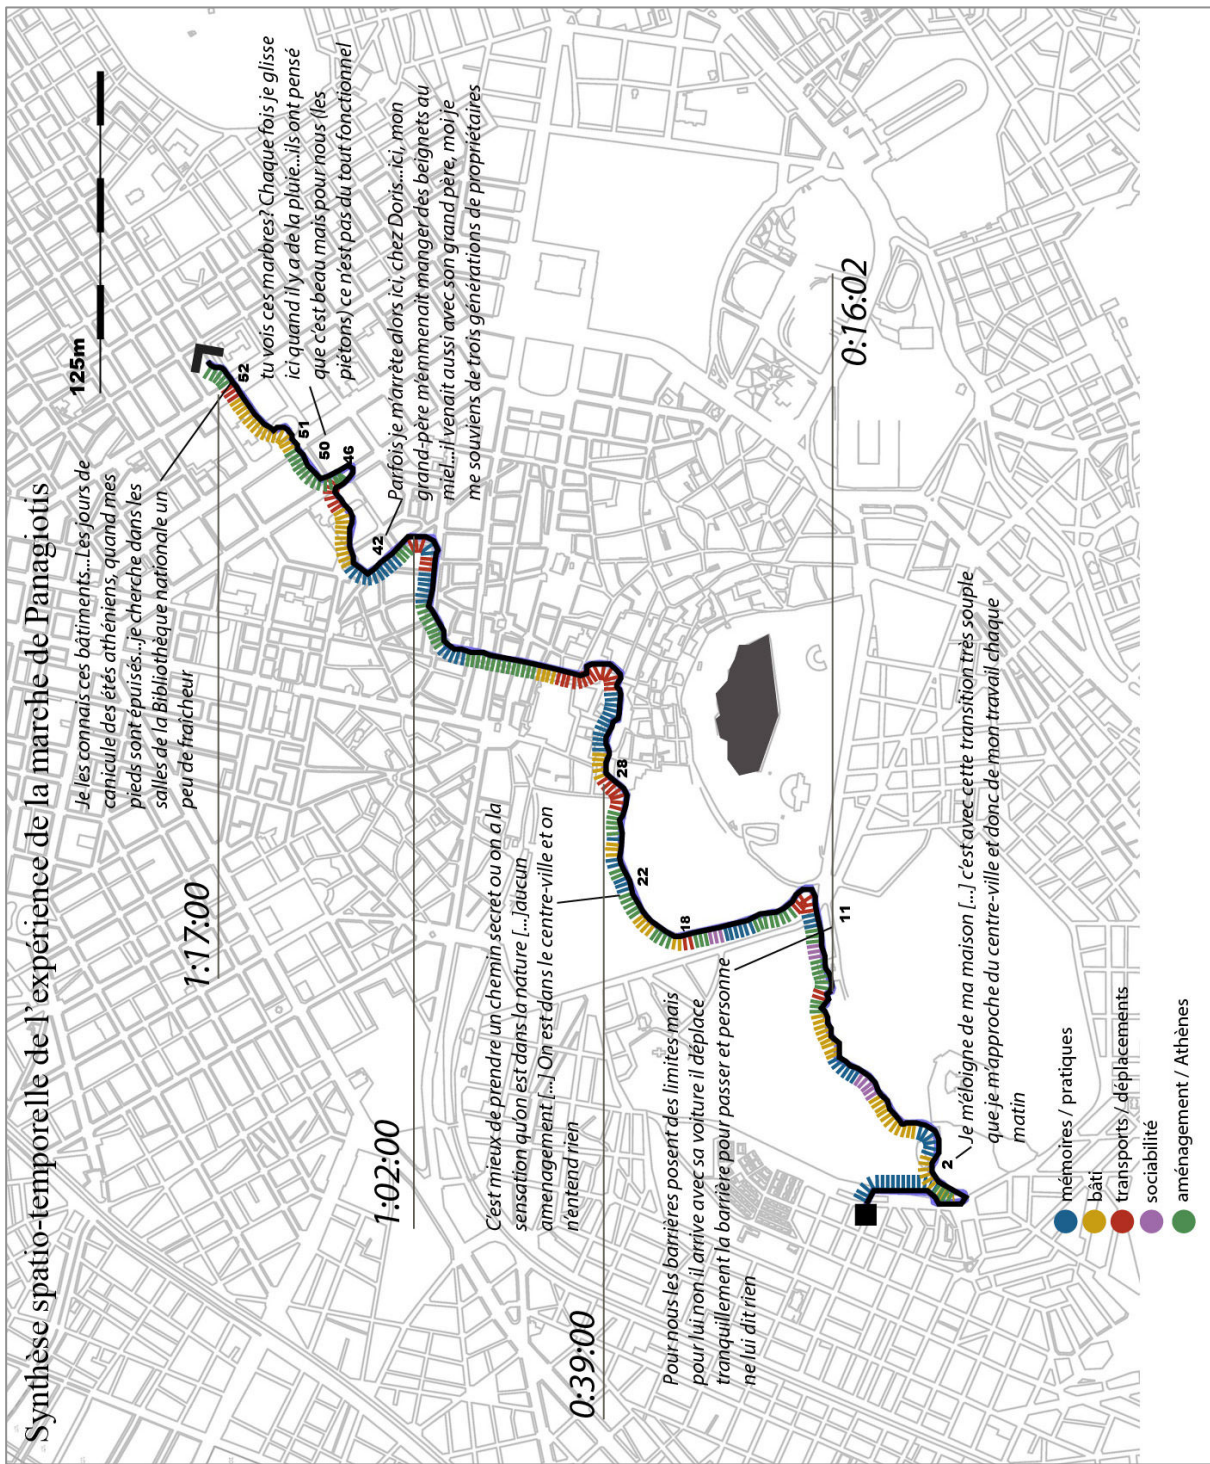 Synthèse spatio-temporelle de l'expérience de la marche de Panagiotis
125m
Je les connais ces bâtiments...Les jours de
canicule des étés athéniens, quand mes
pieds sont épuisés...je cherche dans les
salles de la Bibliothèque nationale un
peu de fraîcheur
1:17:00
52
tu vois ces marbres? Chaque fois je glisse
ici quand il y a de la pluie...ils ont pensé
que c'est beau mais pour nous (les
piétons) ce n'est pas du tout fonctionnel
51
50
46
Parfois je m'arrête alors ici, chez Doris...ici, mon
grand-père m'emmenait manger des beignets au
miel...il venait aussi avec son grand père, moi je
me souviens de trois générations de propriétaires
42
1:02:00
C'est mieux de prendre un chemin secret ou on a la
sensation qu'on est dans la nature [...]aucun
amenagement [...] On est dans le centre-ville et on
n'entend rien
28
22
18
0:39:00
Pour nous les barrières posent des limites mais
pour lui non il arrive avec sa voiture il déplace
tranquillement la barrière pour passer et personne
ne lui dit rien
11
0:16:02
2
Je m'éloigne de ma maison [...] c'est avec cette transition très souple
que je m'approche du centre-ville et donc de mon travail chaque
matin
mémoires / pratiques
bâti
transports / déplacements
sociabilité
aménagement / Athènes